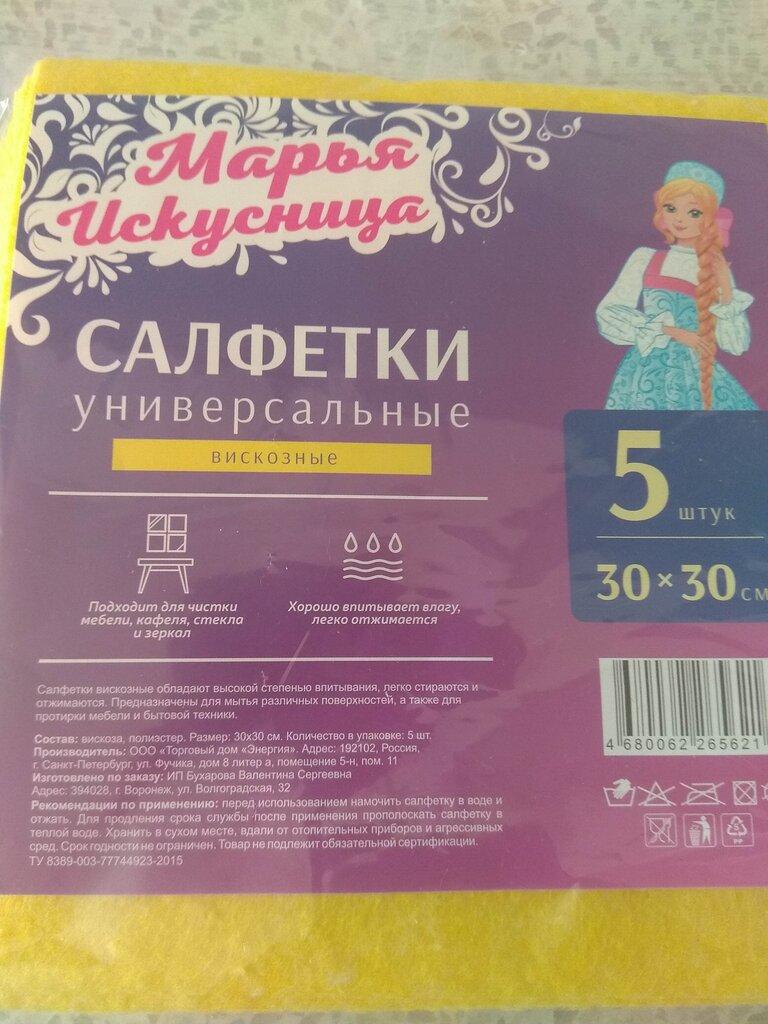 Марья
Искусница
САЛФЕТКИ
универсальные
вискозные
5 штук
30×30 см
Подходит для чистки
мебели, кафеля, стекла
и зеркал
Хорошо впитывает влагу,
легко отжимается
Салфетки вискозные обладают высокой степенью впитывания, легко стираются и
отжимаются. Предназначены для мытья различных поверхностей, а также для
протирки мебели и бытовой техники.
Состав: вискоза, полиэстер. Размер: 30х30 см. Количество в упаковке: 5 шт.
Производитель: ООО «Торговый дом «Энергия». Адрес: 192102, Россия,
г. Санкт-Петербург, ул. Фучика, дом 8 литер а, помещение 5-н, пом. 11
Изготовлено по заказу: ИП Бухарова Валентина Сергеевна
Адрес: 394028, г. Воронеж, ул. Волгоградская, 32
Рекомендации по применению: перед использованием намочить салфетку в воде и
отжать. Для продления срока службы после применения прополоскать салфетку в
теплой воде. Хранить в сухом месте, вдали от отопительных приборов и агрессивных
сред. Срок годности не ограничен. Товар не подлежит обязательной сертификации.
ТУ 8389-003-77744923-2015
4 680062 265621
5
PP